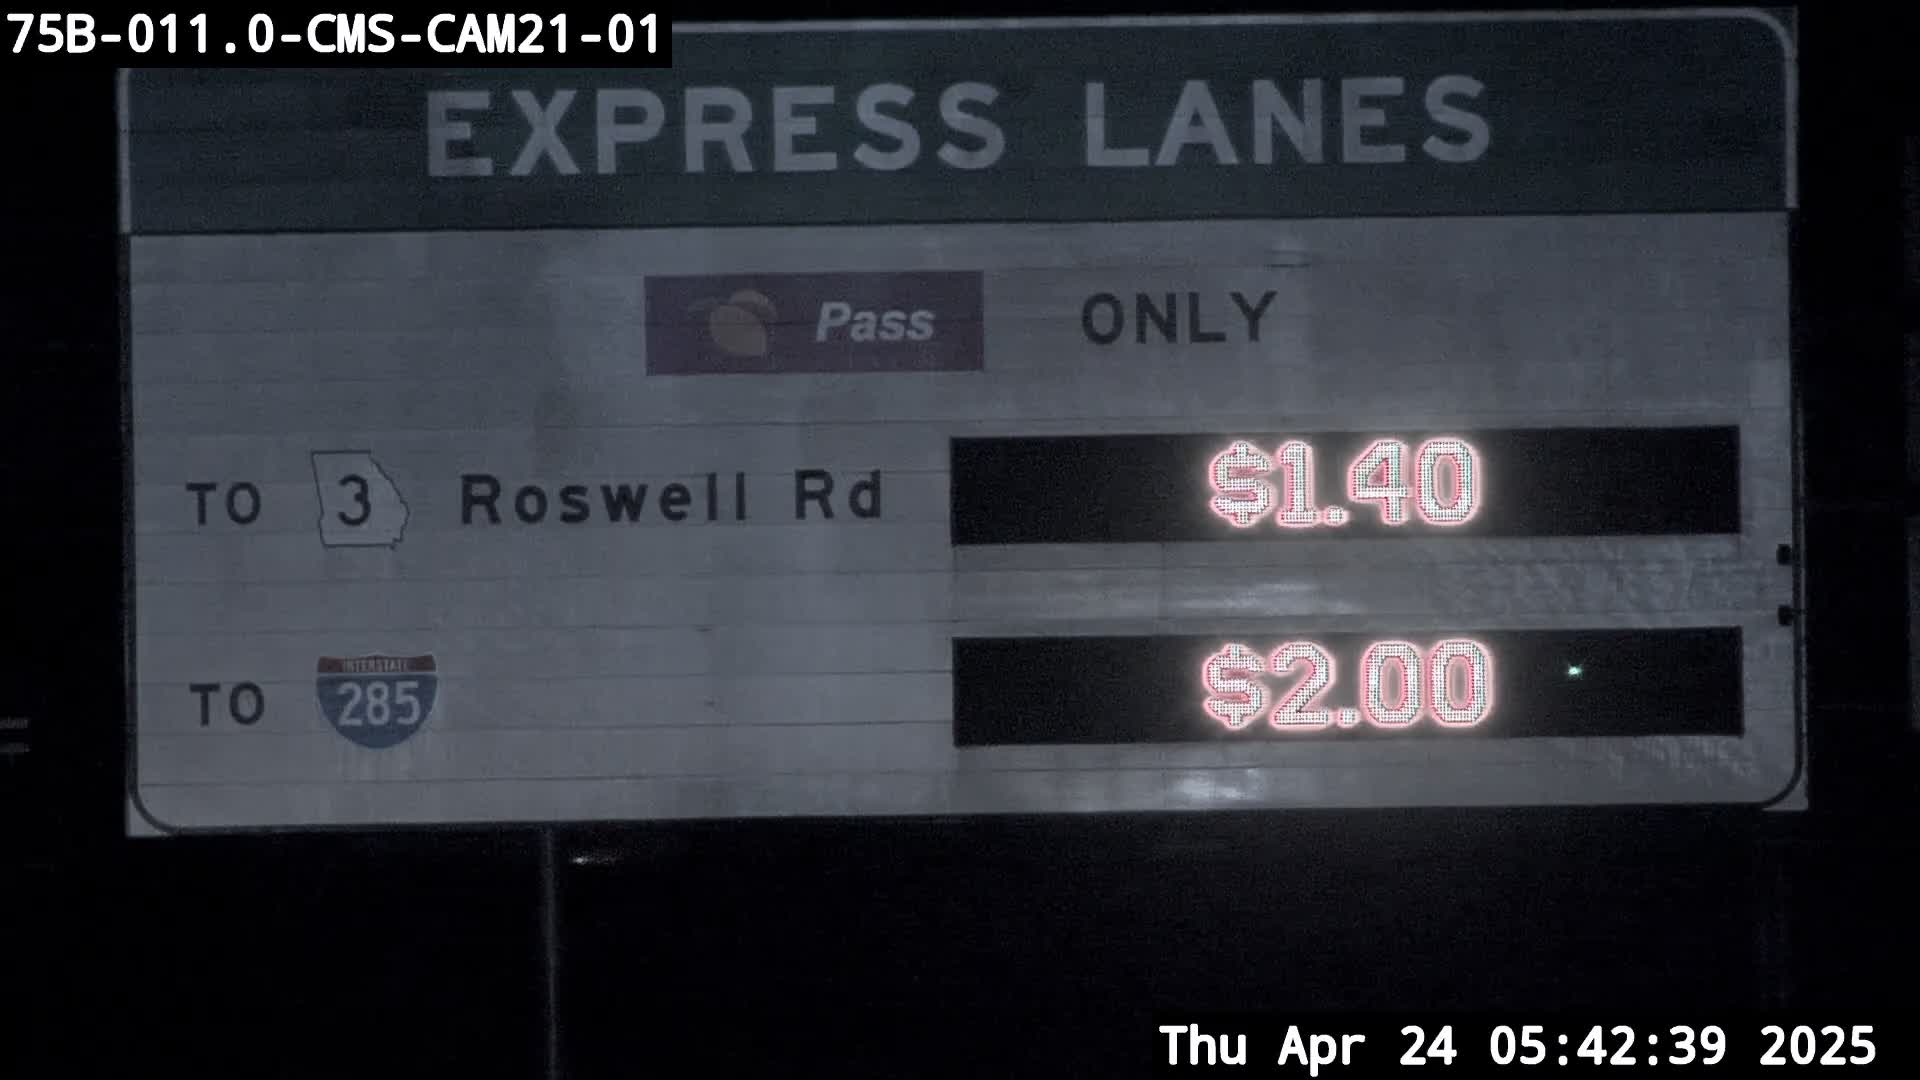 75B-011.0-CMS-CAM21-01
EXPRESS LANES
Pass ONLY
TO 3 Roswell Rd $1.40
INTERSTATE
TO 285 $2.00
Thu Apr 24 05:42:39 2025